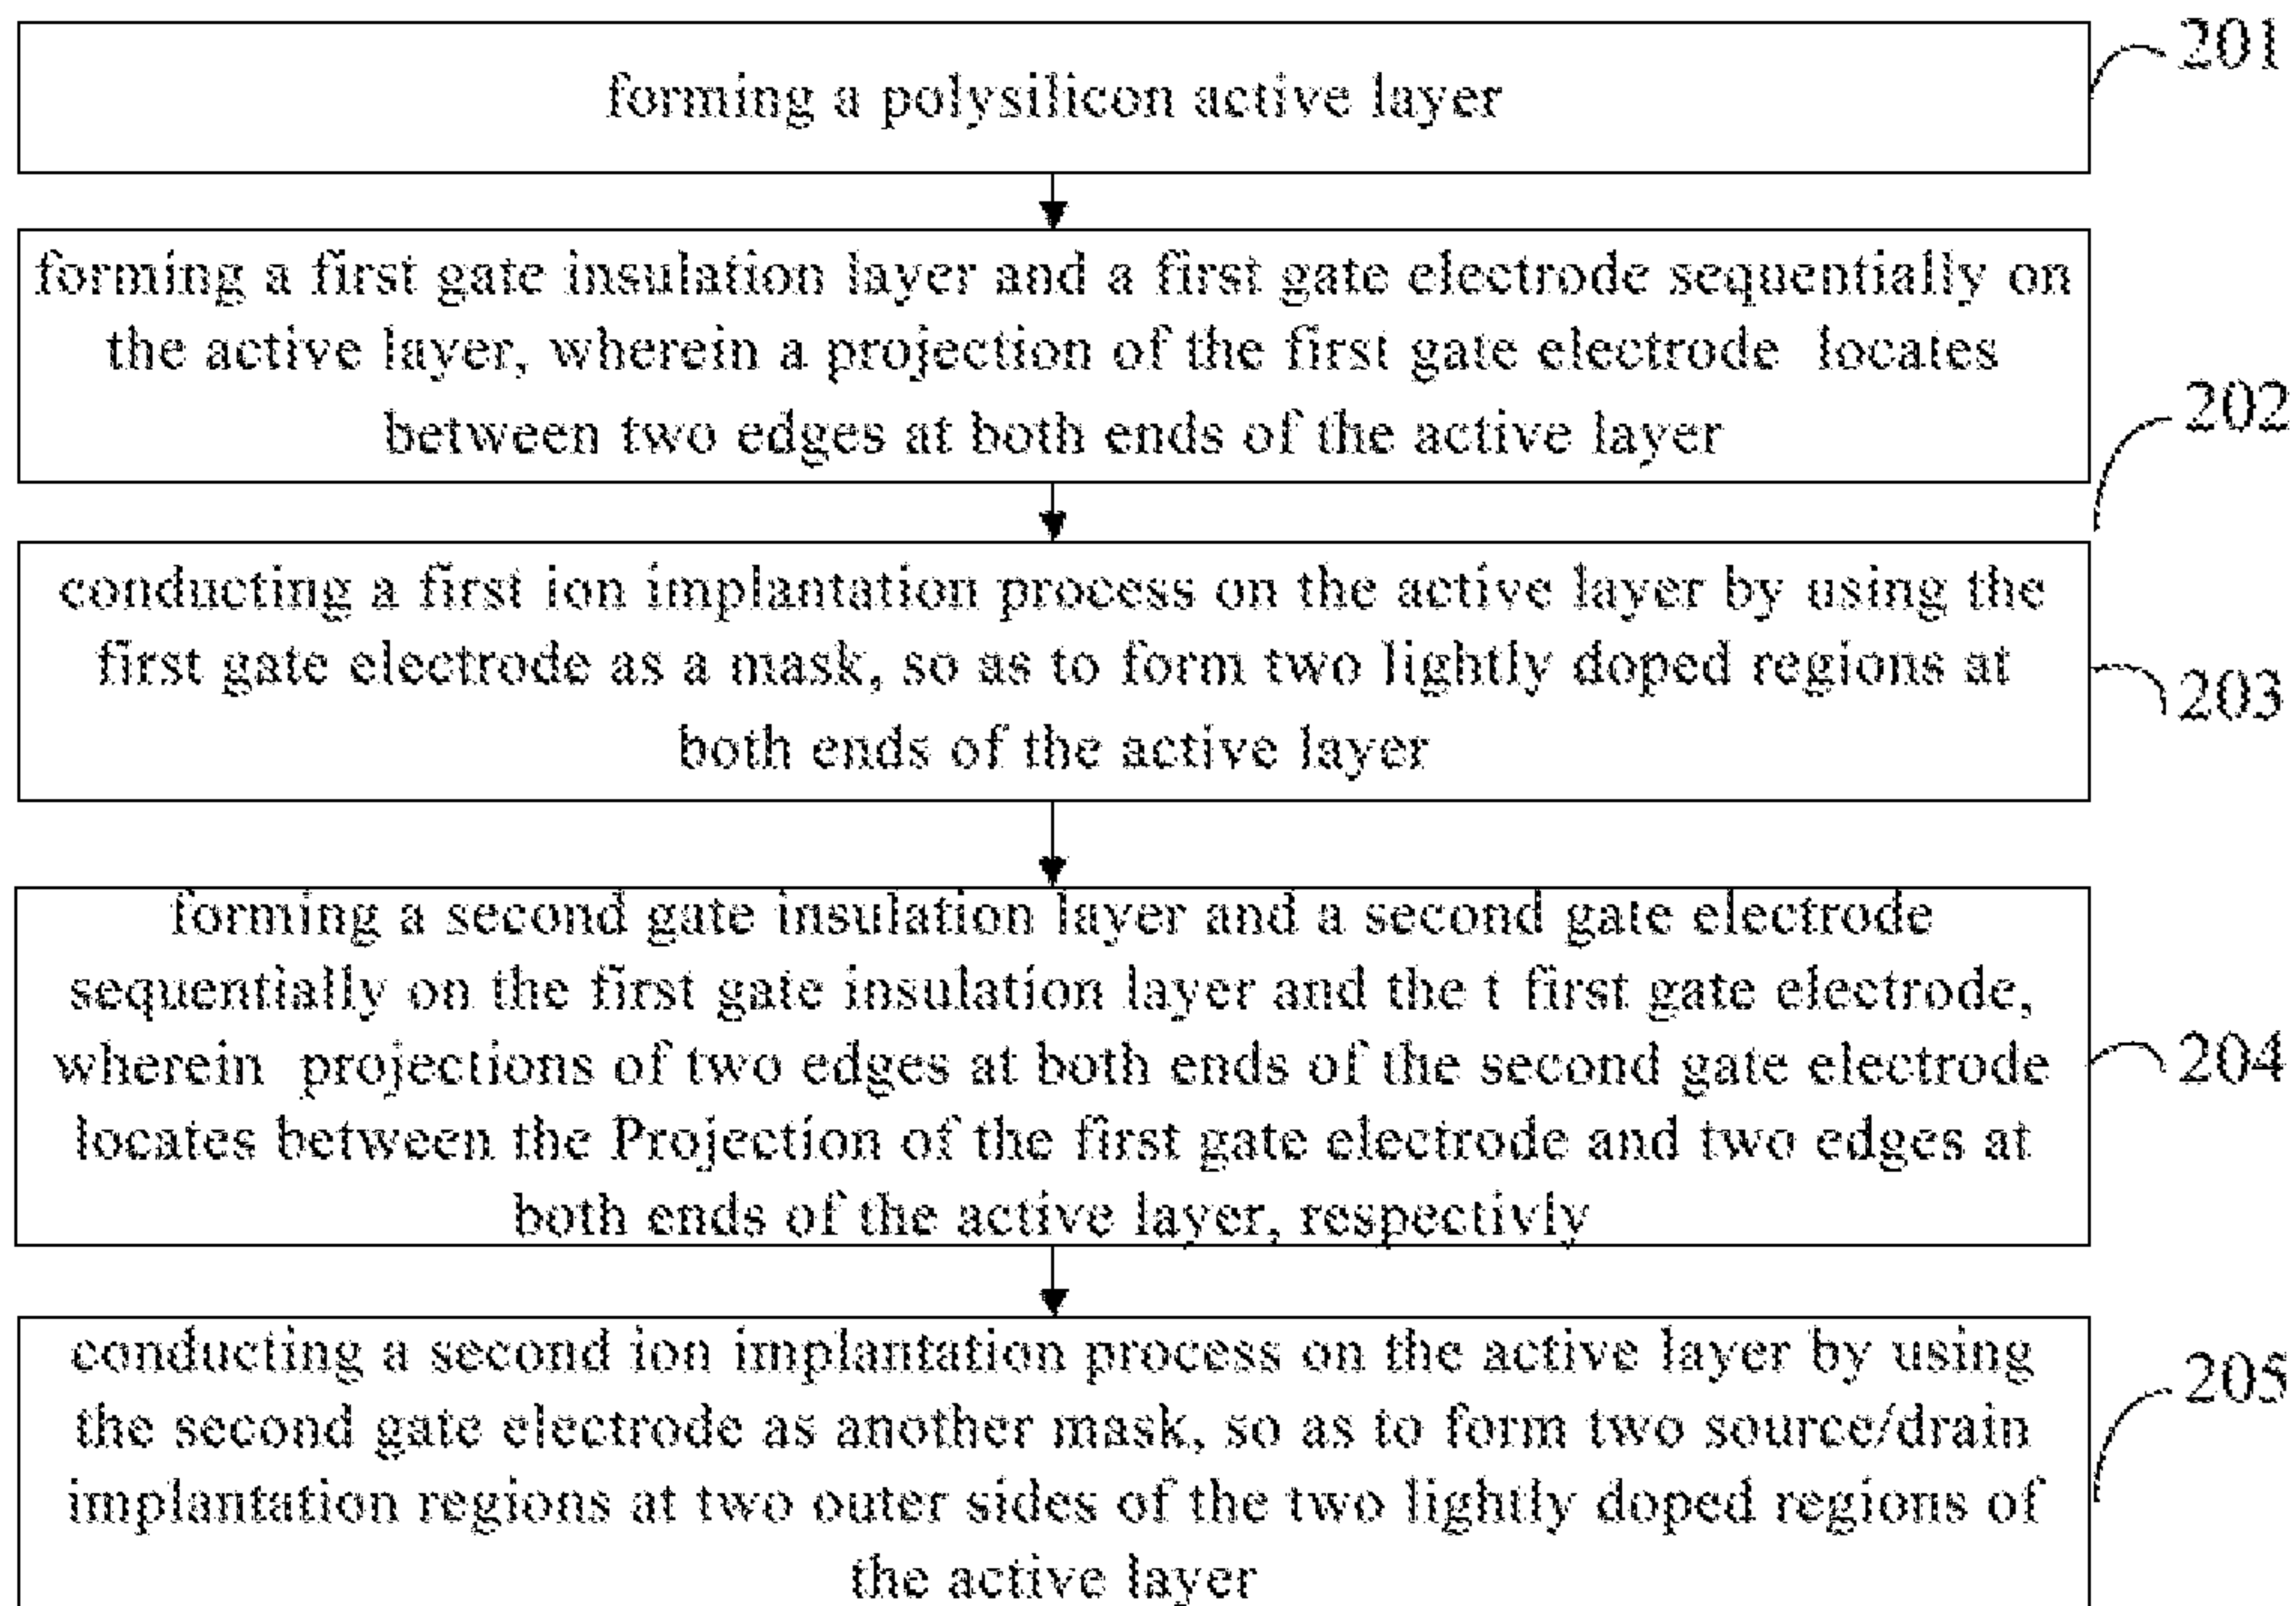 forming a polysilicon active layer
201
forming a first gate insulation layer and a first gate electrode sequentially on
the active layer, wherein a projection of the first gate electrode locates
between two edges at both ends of the active layer
202
conducting a first ion implantation process on the active layer by using the
first gate electrode as a mask, so as to form two lightly doped regions at
both ends of the active layer
203
forming a second gate insulation layer and a second gate electrode
sequentially on the first gate insulation layer and the t first gate electrode,
wherein projections of two edges at both ends of the second gate electrode
locates between the Projection of the first gate electrode and two edges at
both ends of the active layer, respectivly
204
conducting a second ion implantation process on the active layer by using
the second gate electrode as another mask, so as to form two source/drain
implantation regions at two outer sides of the two lightly doped regions of
the active layer
205